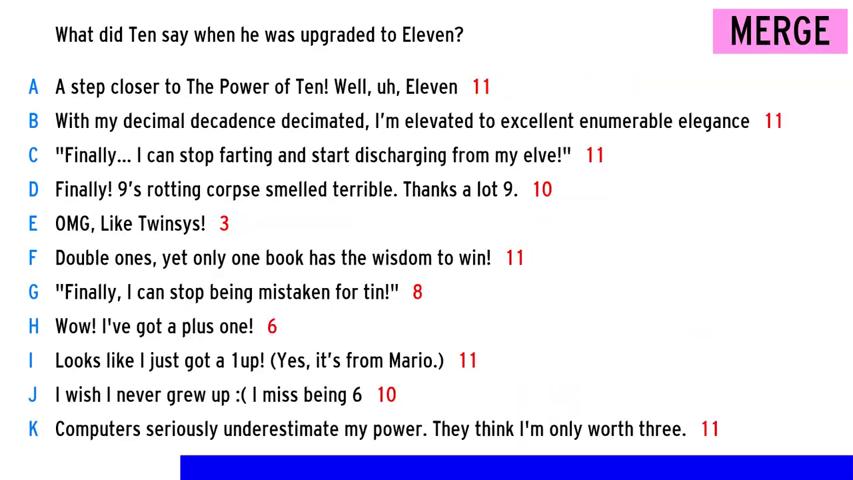 What did Ten say when he was upgraded to Eleven?
MERGE
A A step closer to The Power of Ten! Well, uh, Eleven 11
B With my decimal decadence decimated, I'm elevated to excellent enumerable elegance 11
C "Finally... I can stop farting and start discharging from my elve!" 11
D Finally! 9's rotting corpse smelled terrible. Thanks a lot 9. 10
E OMG, Like Twinsys! 3
F Double ones, yet only one book has the wisdom to win! 11
G "Finally, I can stop being mistaken for tin!" 8
H Wow! I've got a plus one! 6
I Looks like I just got a 1up! (Yes, it's from Mario.) 11
J I wish I never grew up :( I miss being 6 10
K Computers seriously underestimate my power. They think I'm only worth three. 11